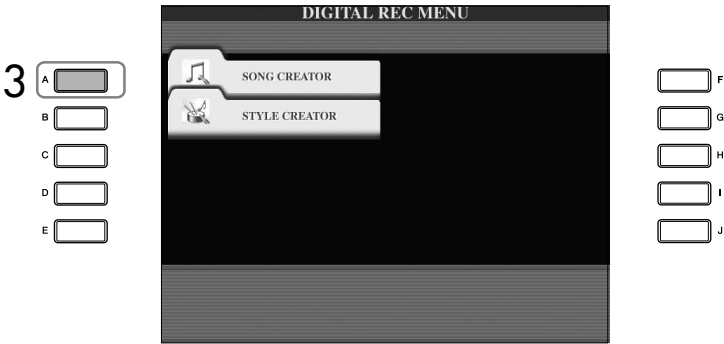 DIGITAL REC MENU
3
A
SONG CREATOR
F
B
STYLE CREATOR
G
C
H
D
I
E
J